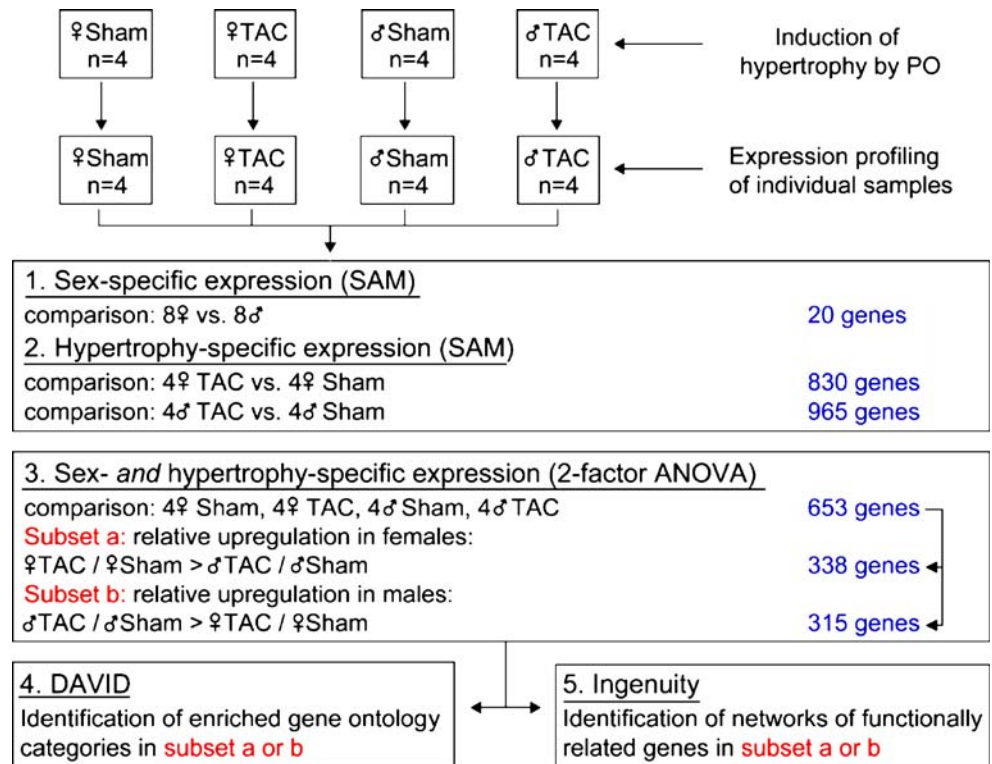 ♀Sham ♀TAC ♂Sham ♂TAC
n=4 n=4 n=4 n=4
Induction of
hypertrophy by PO
♀Sham ♀TAC ♂Sham ♂TAC
n=4 n=4 n=4 n=4
Expression profiling
of individual samples
1. Sex-specific expression (SAM)
comparison: 8♀ vs. 8♂ 20 genes
2. Hypertrophy-specific expression (SAM)
comparison: 4♀ TAC vs. 4♀ Sham 830 genes
comparison: 4♂ TAC vs. 4♂ Sham 965 genes
3. Sex- and hypertrophy-specific expression (2-factor ANOVA)
comparison: 4♀ Sham, 4♀ TAC, 4♂ Sham, 4♂ TAC 653 genes
Subset a: relative upregulation in females:
♀TAC / ♀Sham > ♂TAC / ♂Sham 338 genes
Subset b: relative upregulation in males:
♂TAC / ♂Sham > ♀TAC / ♀Sham 315 genes
4. DAVID
Identification of enriched gene ontology
categories in subset a or b
5. Ingenuity
Identification of networks of functionally
related genes in subset a or b